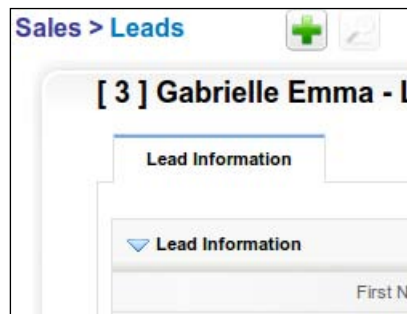 Sales > Leads
[ 3 ] Gabrielle Emma - L
Lead Information
Lead Information
First N